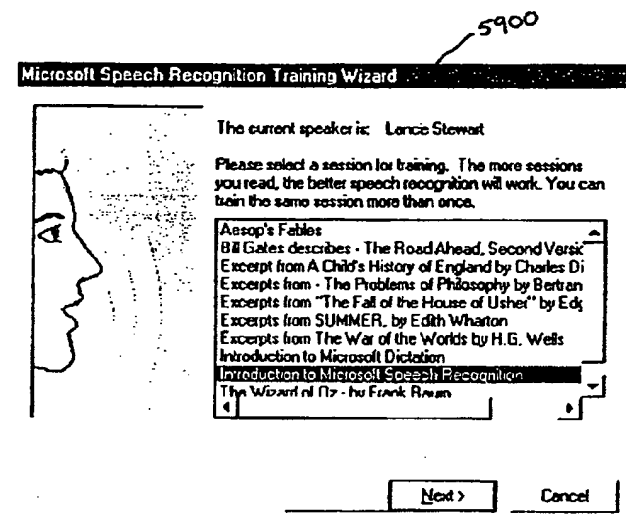 5900
Microsoft Speech Recognition Training Wizard
The current speaker is: Lance Stewart
Please select a session for training. The more sessions
you read, the better speech recognition will work. You can
train the same session more than once.
Aesop's Fables
Bill Gates describes - The Road Ahead, Second Versic
Excerpt from A Child's History of England by Charles Di
Excerpts from - The Problems of Philosophy by Bertran
Excerpts from "The Fall of the House of Usher" by Edg
Excerpts from SUMMER, by Edith Wharton
Excerpts from The War of the Worlds by H.G. Wells
Introduction to Microsoft Dictation
Introduction to Microsoft Speech Recognition
The Wizard of Oz - by Frank Baum
Next > Cancel